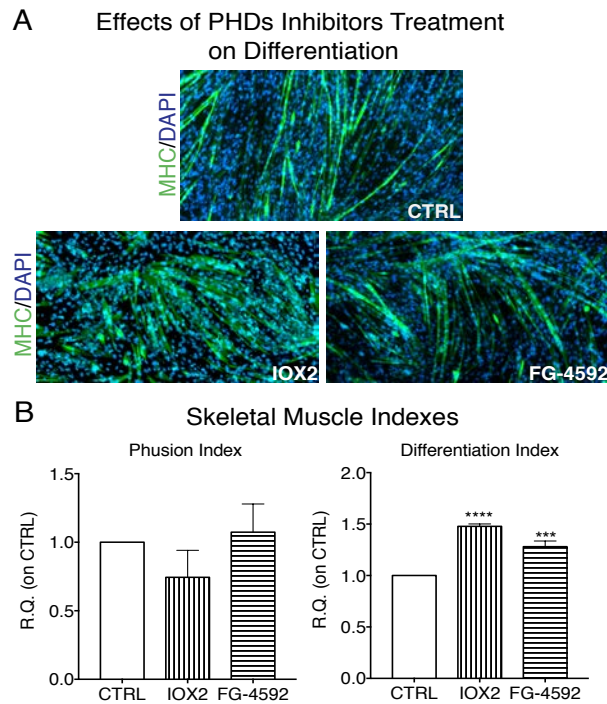 A
Effects of PHDs Inhibitors Treatment
on Differentiation
MHC/DAPI
CTRL
MHC/DAPI
IOX2
FG-4592
B
Skeletal Muscle Indexes
Phusion Index
R.Q. (on CTRL)
1.5
1.0
0.5
0.0
CTRL IOX2 FG-4592
Differentiation Index
R.Q. (on CTRL)
2.0
1.5
1.0
0.5
0.0
****
***
CTRL IOX2 FG-4592